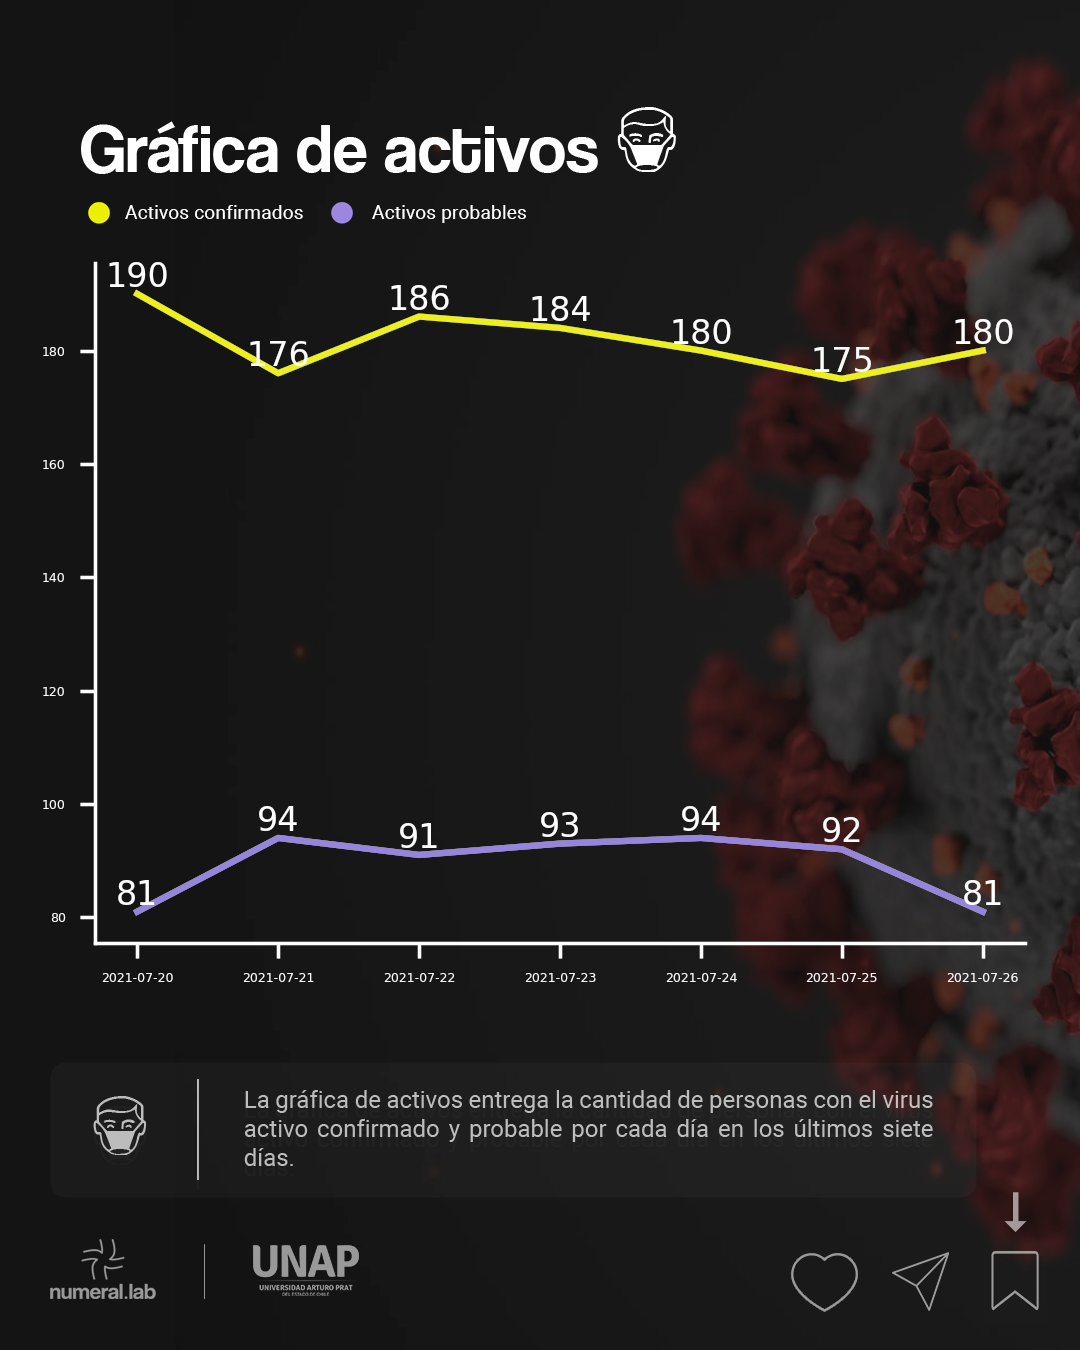 Gráfica de activos
Activos confirmados Activos probables
190
176
186
184
180
175
180
180
160
140
120
100
80
81
94
91
93
94
92
81
2021-07-20 2021-07-21 2021-07-22 2021-07-23 2021-07-24 2021-07-25 2021-07-26
La gráfica de activos entrega la cantidad de personas con el virus
activo confirmado y probable por cada día en los últimos siete
días.
numeral.lab
UNAP
UNIVERSIDAD ARTURO PRAT
DEL ESTADO DE CHILE